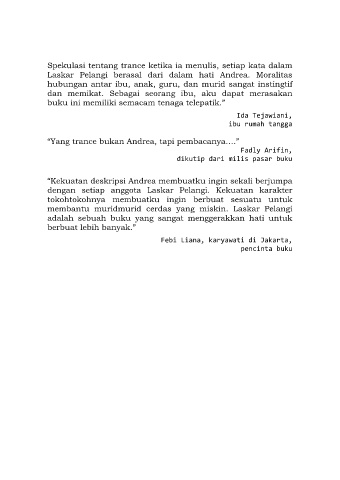 Spekulasi tentang trance ketika ia menulis, setiap kata dalam
Laskar Pelangi berasal dari dalam hati Andrea. Moralitas
hubungan antar ibu, anak, guru, dan murid sangat instingtif
dan memikat. Sebagai seorang ibu, aku dapat merasakan
buku ini memiliki semacam tenaga telepatik.”
Ida Tejawiani,
ibu rumah tangga
“Yang trance bukan Andrea, tapi pembacanya….”
Fadly Arifin,
dikutip dari milis pasar buku
“Kekuatan deskripsi Andrea membuatku ingin sekali berjumpa
dengan setiap anggota Laskar Pelangi. Kekuatan karakter
tokohtokohnya membuatku ingin berbuat sesuatu untuk
membantu muridmurid cerdas yang miskin. Laskar Pelangi
adalah sebuah buku yang sangat menggerakkan hati untuk
berbuat lebih banyak.”
Febi Liana, karyawati di Jakarta,
pencinta buku